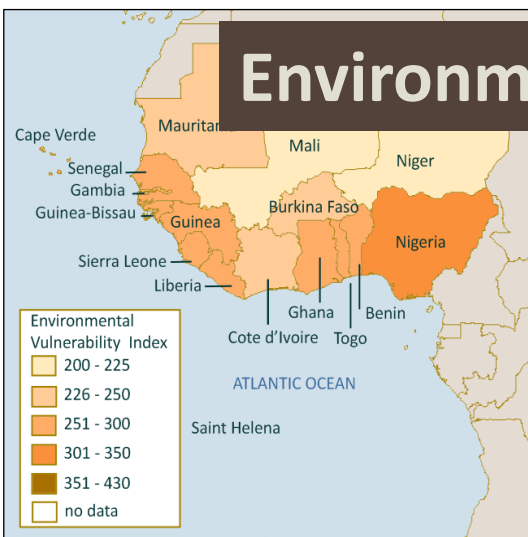 Environm
Cape Verde
Mauritan
Mali
Niger
Senegal
Gambia
Guinea-Bissau
Guinea
Burkina Faso
Nigeria
Sierra Leone
Liberia
Ghana
Benin
Cote d'Ivoire
Togo
ATLANTIC OCEAN
Saint Helena
Environmental
Vulnerability Index
200 - 225
226 - 250
251 - 300
301 - 350
351 - 430
no data